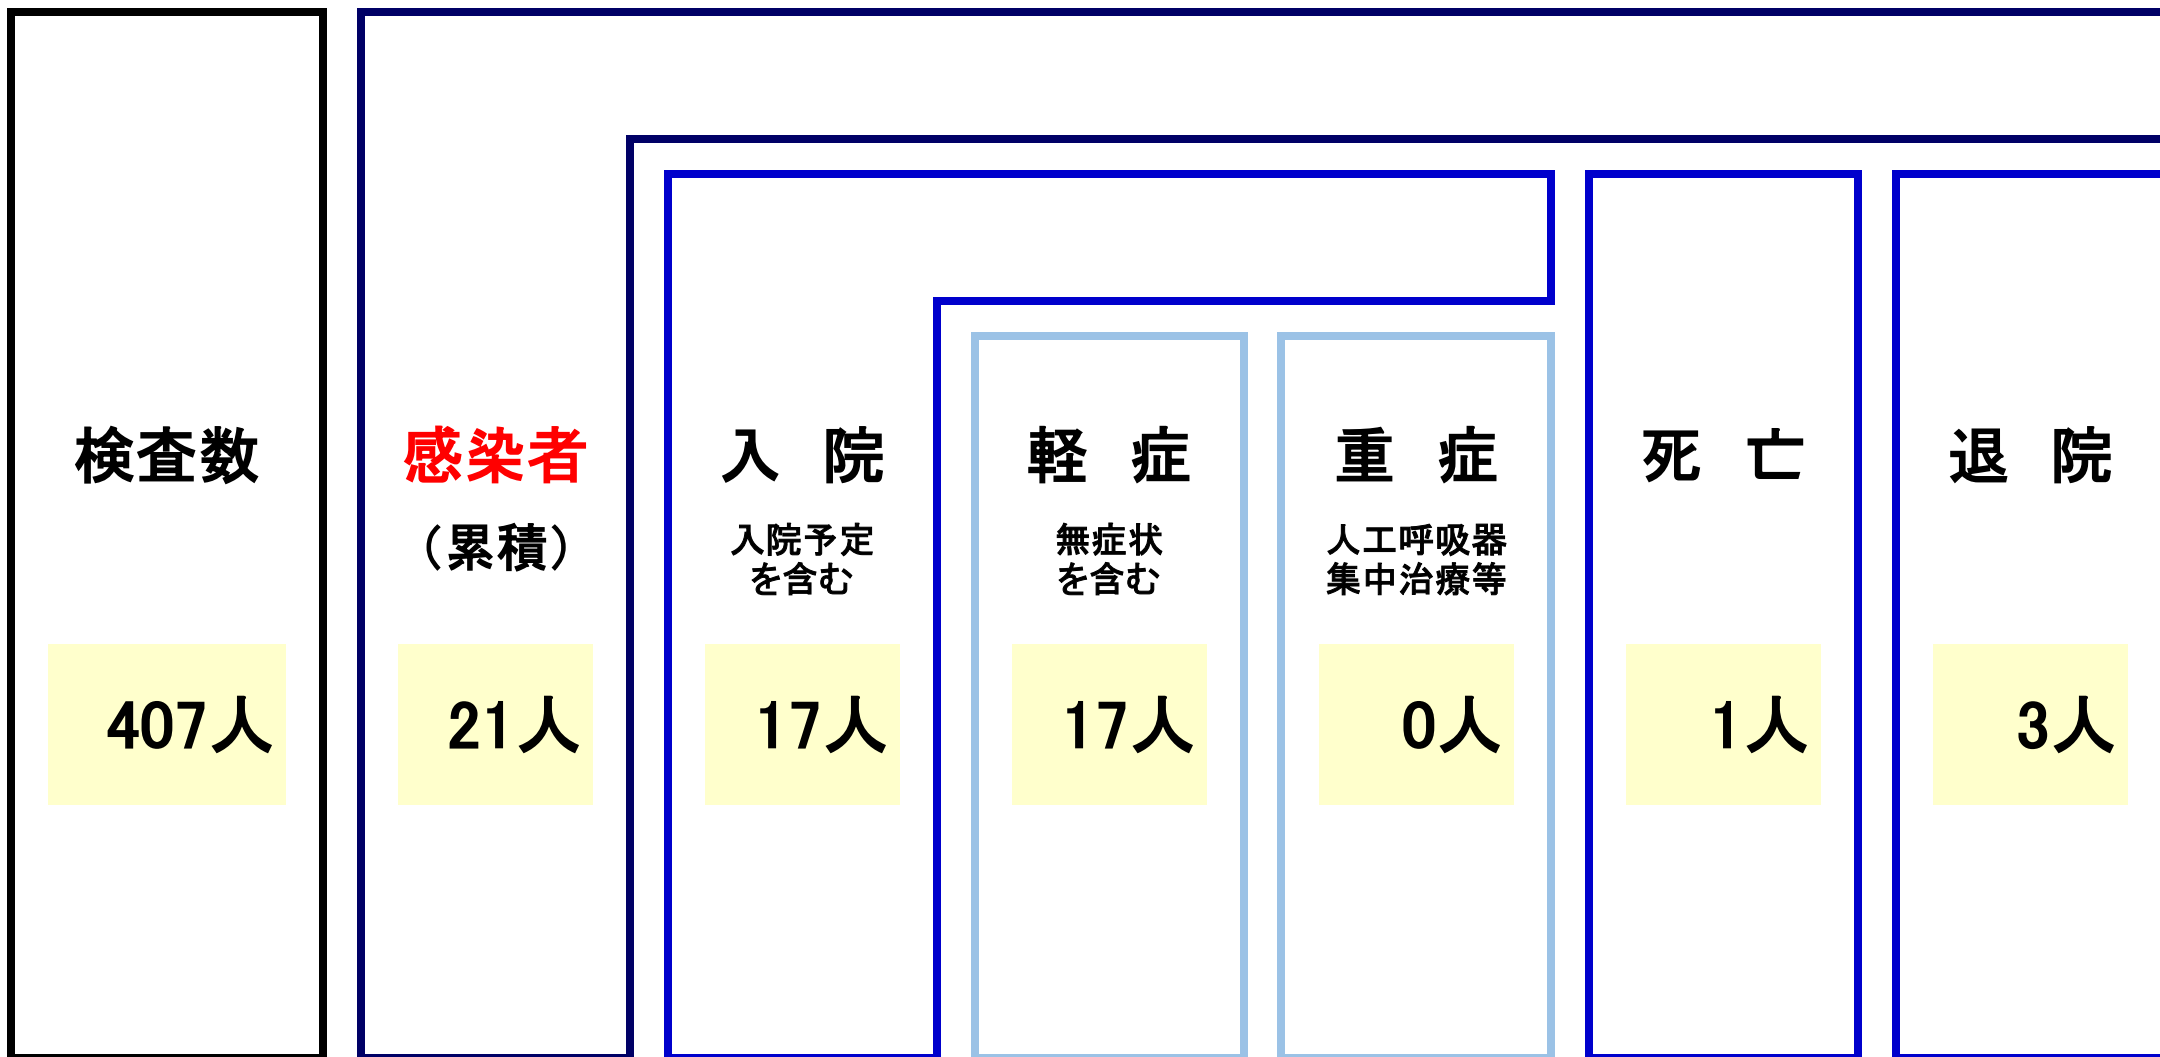 検査数
407人
感染者
（累積）
21人
入 院
入院予定
を含む
17人
軽 症
無症状
を含む
17人
重 症
人工呼吸器
集中治療等
0人
死 亡
1人
退 院
3人